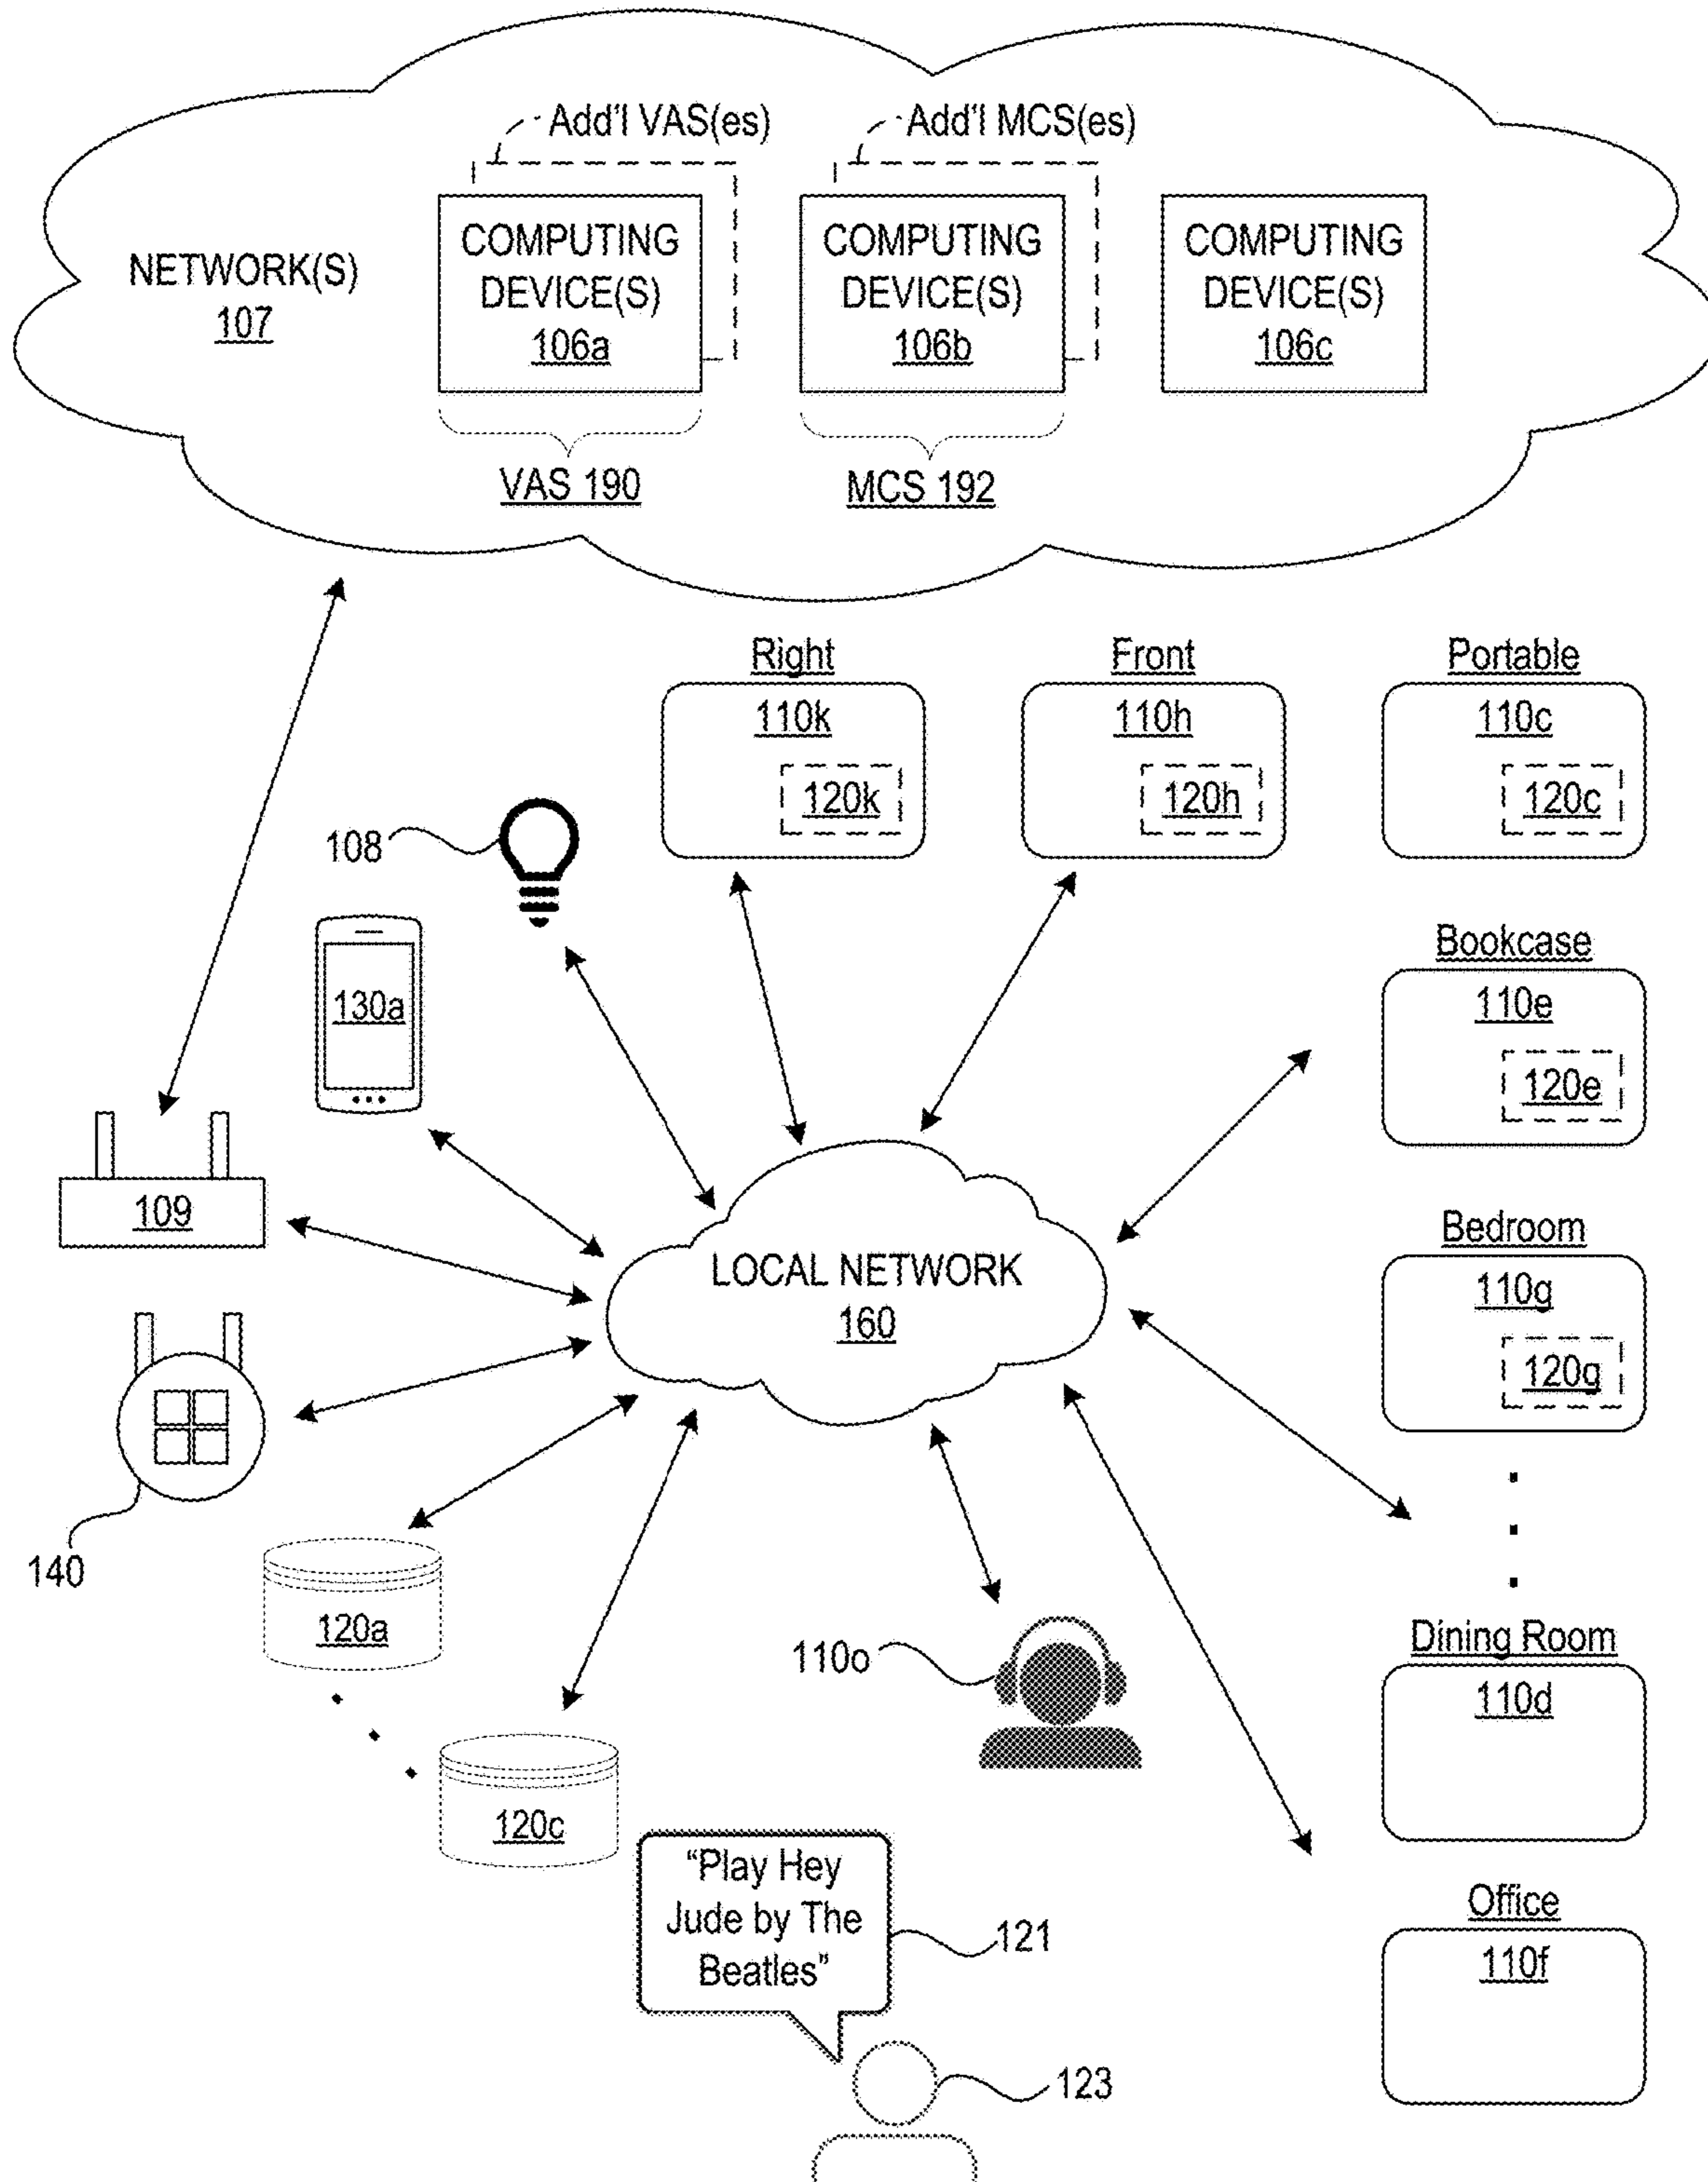 Add'l VAS(es)
Add'l MCS(es)
NETWORK(S)
107
COMPUTING
DEVICE(S)
106a
COMPUTING
DEVICE(S)
106b
COMPUTING
DEVICE(S)
106c
VAS 190
MCS 192
Right
110k
120k
Front
110h
120h
Portable
110c
120c
108
130a
Bookcase
110e
120e
109
LOCAL NETWORK
160
Bedroom
110g
120g
140
120a
110o
Dining Room
110d
120c
"Play Hey
Jude by The
Beatles"
121
Office
110f
123